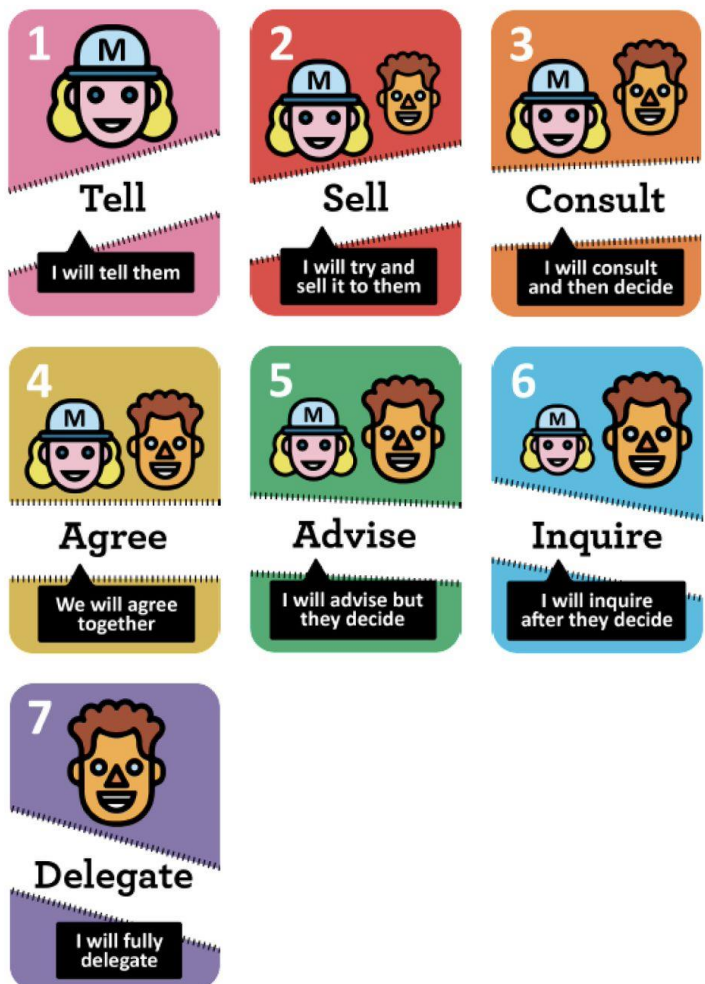 1
M
Tell
I will tell them
2
M
Sell
I will try and
sell it to them
3
M
Consult
I will consult
and then decide
4
M
Agree
We will agree
together
5
M
Advise
I will advise but
they decide
6
M
Inquire
I will inquire
after they decide
7
Delegate
I will fully
delegate